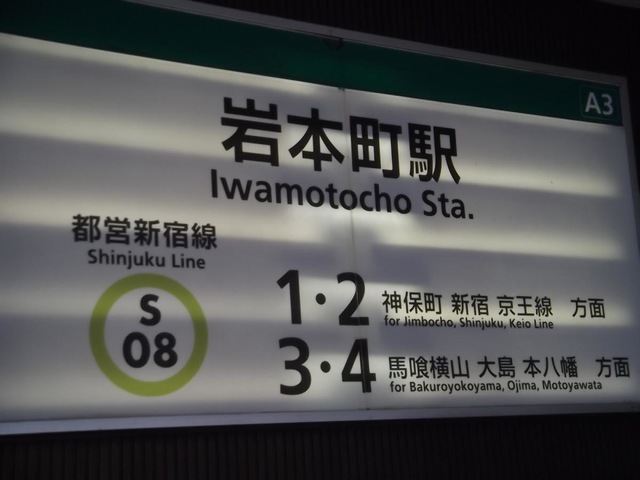 A3
岩本町駅
Iwamotocho Sta.
都営新宿線
Shinjuku Line
S
08
1・2 神保町 新宿 京王線 方面
for Jimbocho, Shinjuku, Keio Line
3・4 馬喰横山 大島 本八幡 方面
for Bakuroyokoyama, Ojima, Motoyawata